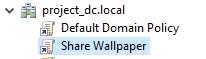 project_dc.local
Default Domain Policy
Share Wallpaper